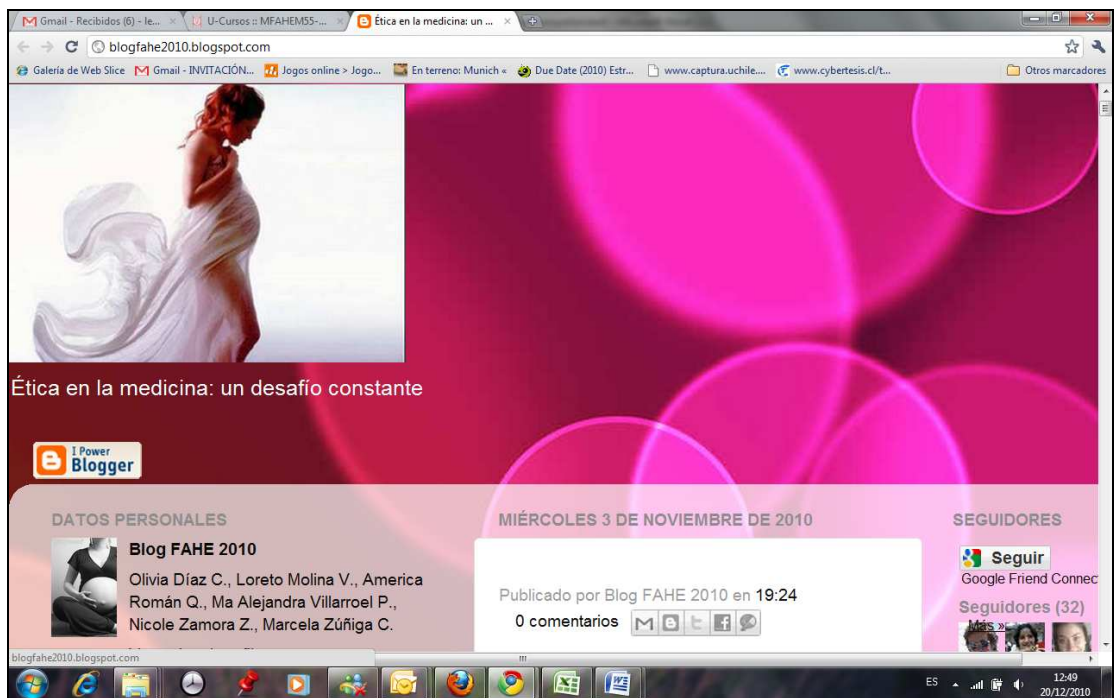 Gmail - Recibidos (6) - le...
U-Cursos :: MFAHEM55-...
Ética en la medicina: un ...
blogfahe2010.blogspot.com
Galería de Web Slice
Gmail - INVITACIÓN...
Jogos online > Jogo...
En terreno: Munich «
Due Date (2010) Estr...
www.captura.uchile....
www.cybertesis.cl/t...
Otros marcadores
Ética en la medicina: un desafío constante
I Power
Blogger
DATOS PERSONALES
Blog FAHE 2010
Olivia Díaz C., Loreto Molina V., America
Román Q., Ma Alejandra Villarroel P.,
Nicole Zamora Z., Marcela Zúñiga C.
MIÉRCOLES 3 DE NOVIEMBRE DE 2010
Publicado por Blog FAHE 2010 en 19:24
0 comentarios
SEGUIDORES
Seguir
Google Friend Connec
Seguidores (32)
Más »
blogfahe2010.blogspot.com
ES
12:49
20/12/2010